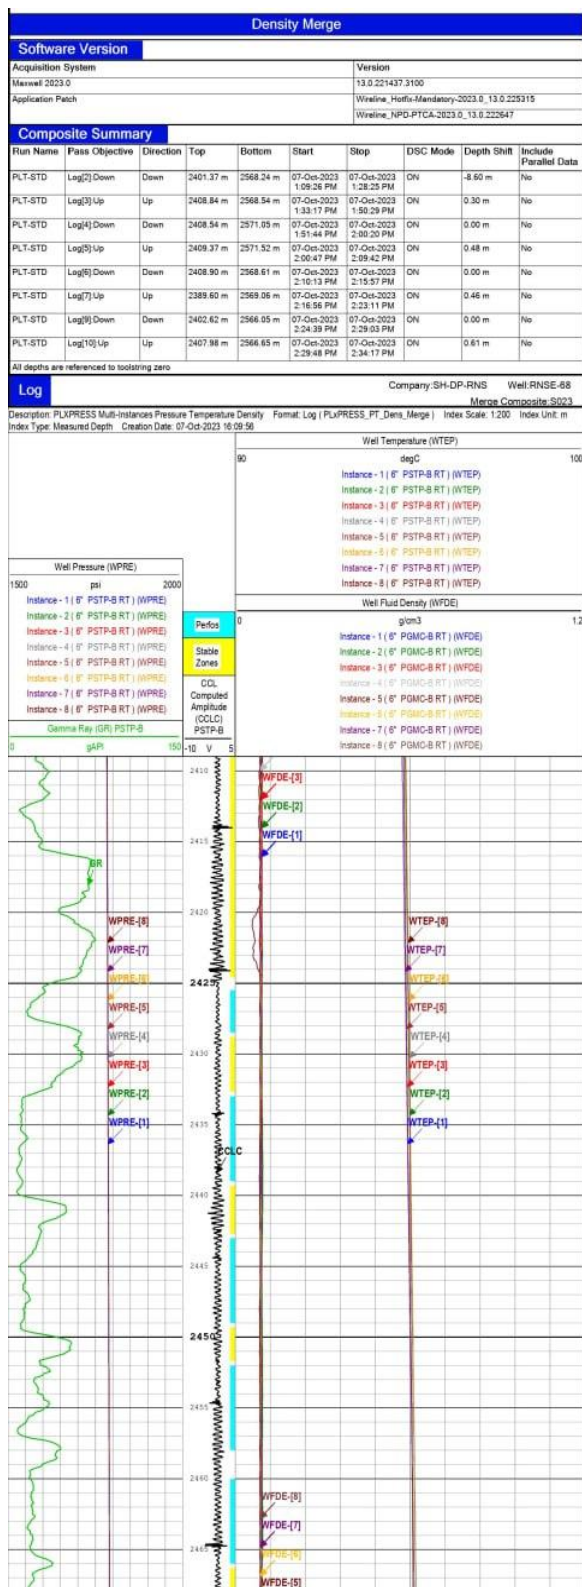 Density Merge
Software Version
Acquisition System Version
Maxwell 2023.0 13.0.221437.3100
Application Patch Wireline_Hotfix-Mandatory-2023.0_13.0.225315
Wireline_NPD-PTCA-2023.0_13.0.222647
Composite Summary
Run Name Pass Objective Direction Top Bottom Start Stop DSC Mode Depth Shift Include Parallel Data
PLT-STD Log[2]:Down Down 2401.37 m 2568.24 m 07-Oct-2023 1:09:26 PM 07-Oct-2023 1:28:25 PM ON -8.60 m No
PLT-STD Log[3]:Up Up 2408.84 m 2568.54 m 07-Oct-2023 1:33:17 PM 07-Oct-2023 1:50:29 PM ON 0.30 m No
PLT-STD Log[4]:Down Down 2408.54 m 2571.05 m 07-Oct-2023 1:51:44 PM 07-Oct-2023 2:00:20 PM ON 0.00 m No
PLT-STD Log[5]:Up Up 2409.37 m 2571.52 m 07-Oct-2023 2:00:47 PM 07-Oct-2023 2:09:42 PM ON 0.48 m No
PLT-STD Log[6]:Down Down 2408.90 m 2568.61 m 07-Oct-2023 2:10:13 PM 07-Oct-2023 2:15:57 PM ON 0.00 m No
PLT-STD Log[7]:Up Up 2389.60 m 2569.06 m 07-Oct-2023 2:16:56 PM 07-Oct-2023 2:23:11 PM ON 0.46 m No
PLT-STD Log[9]:Down Down 2402.62 m 2566.05 m 07-Oct-2023 2:24:39 PM 07-Oct-2023 2:29:03 PM ON 0.00 m No
PLT-STD Log[10]:Up Up 2407.98 m 2566.65 m 07-Oct-2023 2:29:48 PM 07-Oct-2023 2:34:17 PM ON 0.61 m No
All depths are referenced to toolstring zero
Log
Company:SH-DP-RNS Well:RNSE-68
Merge Composite:S023
Description: PLXPRESS Multi-Instances Pressure Temperature Density Format: Log ( PLxPRESS_PT_Dens_Merge ) Index Scale: 1:200 Index Unit: m
Index Type: Measured Depth Creation Date: 07-Oct-2023 16:09:56
Well Temperature (WTEP)
90 degC 100
Instance - 1 ( 6" PSTP-B RT ) (WTEP)
Instance - 2 ( 6" PSTP-B RT ) (WTEP)
Instance - 3 ( 6" PSTP-B RT ) (WTEP)
Instance - 4 ( 6" PSTP-B RT ) (WTEP)
Instance - 5 ( 6" PSTP-B RT ) (WTEP)
Instance - 6 ( 6" PSTP-B RT ) (WTEP)
Instance - 7 ( 6" PSTP-B RT ) (WTEP)
Instance - 8 ( 6" PSTP-B RT ) (WTEP)
Well Pressure (WPRE)
1500 psi 2000
Instance - 1 ( 6" PSTP-B RT ) (WPRE)
Instance - 2 ( 6" PSTP-B RT ) (WPRE)
Instance - 3 ( 6" PSTP-B RT ) (WPRE)
Instance - 4 ( 6" PSTP-B RT ) (WPRE)
Instance - 5 ( 6" PSTP-B RT ) (WPRE)
Instance - 6 ( 6" PSTP-B RT ) (WPRE)
Instance - 7 ( 6" PSTP-B RT ) (WPRE)
Instance - 8 ( 6" PSTP-B RT ) (WPRE)
Gamma Ray (GR) PSTP-B
0 gAPI 150
Perfos
Stable
Zones
CCL
Computed
Amplitude
(CCLC)
PSTP-B
-10 V 5
Well Fluid Density (WFDE)
0 g/cm3 1.2
Instance - 1 ( 6" PGMC-B RT ) (WFDE)
Instance - 2 ( 6" PGMC-B RT ) (WFDE)
Instance - 3 ( 6" PGMC-B RT ) (WFDE)
Instance - 4 ( 6" PGMC-B RT ) (WFDE)
Instance - 5 ( 6" PGMC-B RT ) (WFDE)
Instance - 6 ( 6" PGMC-B RT ) (WFDE)
Instance - 7 ( 6" PGMC-B RT ) (WFDE)
Instance - 8 ( 6" PGMC-B RT ) (WFDE)
2410
WFDE-[3]
WFDE-[2]
2415 WFDE-[1]
GR
2420
WPRE-[8] WTEP-[8]
WPRE-[7] WTEP-[7]
WPRE-[6] 2425 WTEP-[6]
WPRE-[5] WTEP-[5]
WPRE-[4] WTEP-[4]
2430
WPRE-[3] WTEP-[3]
WPRE-[2] WTEP-[2]
WPRE-[1] 2435 WTEP-[1]
CCLC
2440
2445
2450
2455
2460
WFDE-[8]
WFDE-[7]
2465 WFDE-[6]
WFDE-[5]